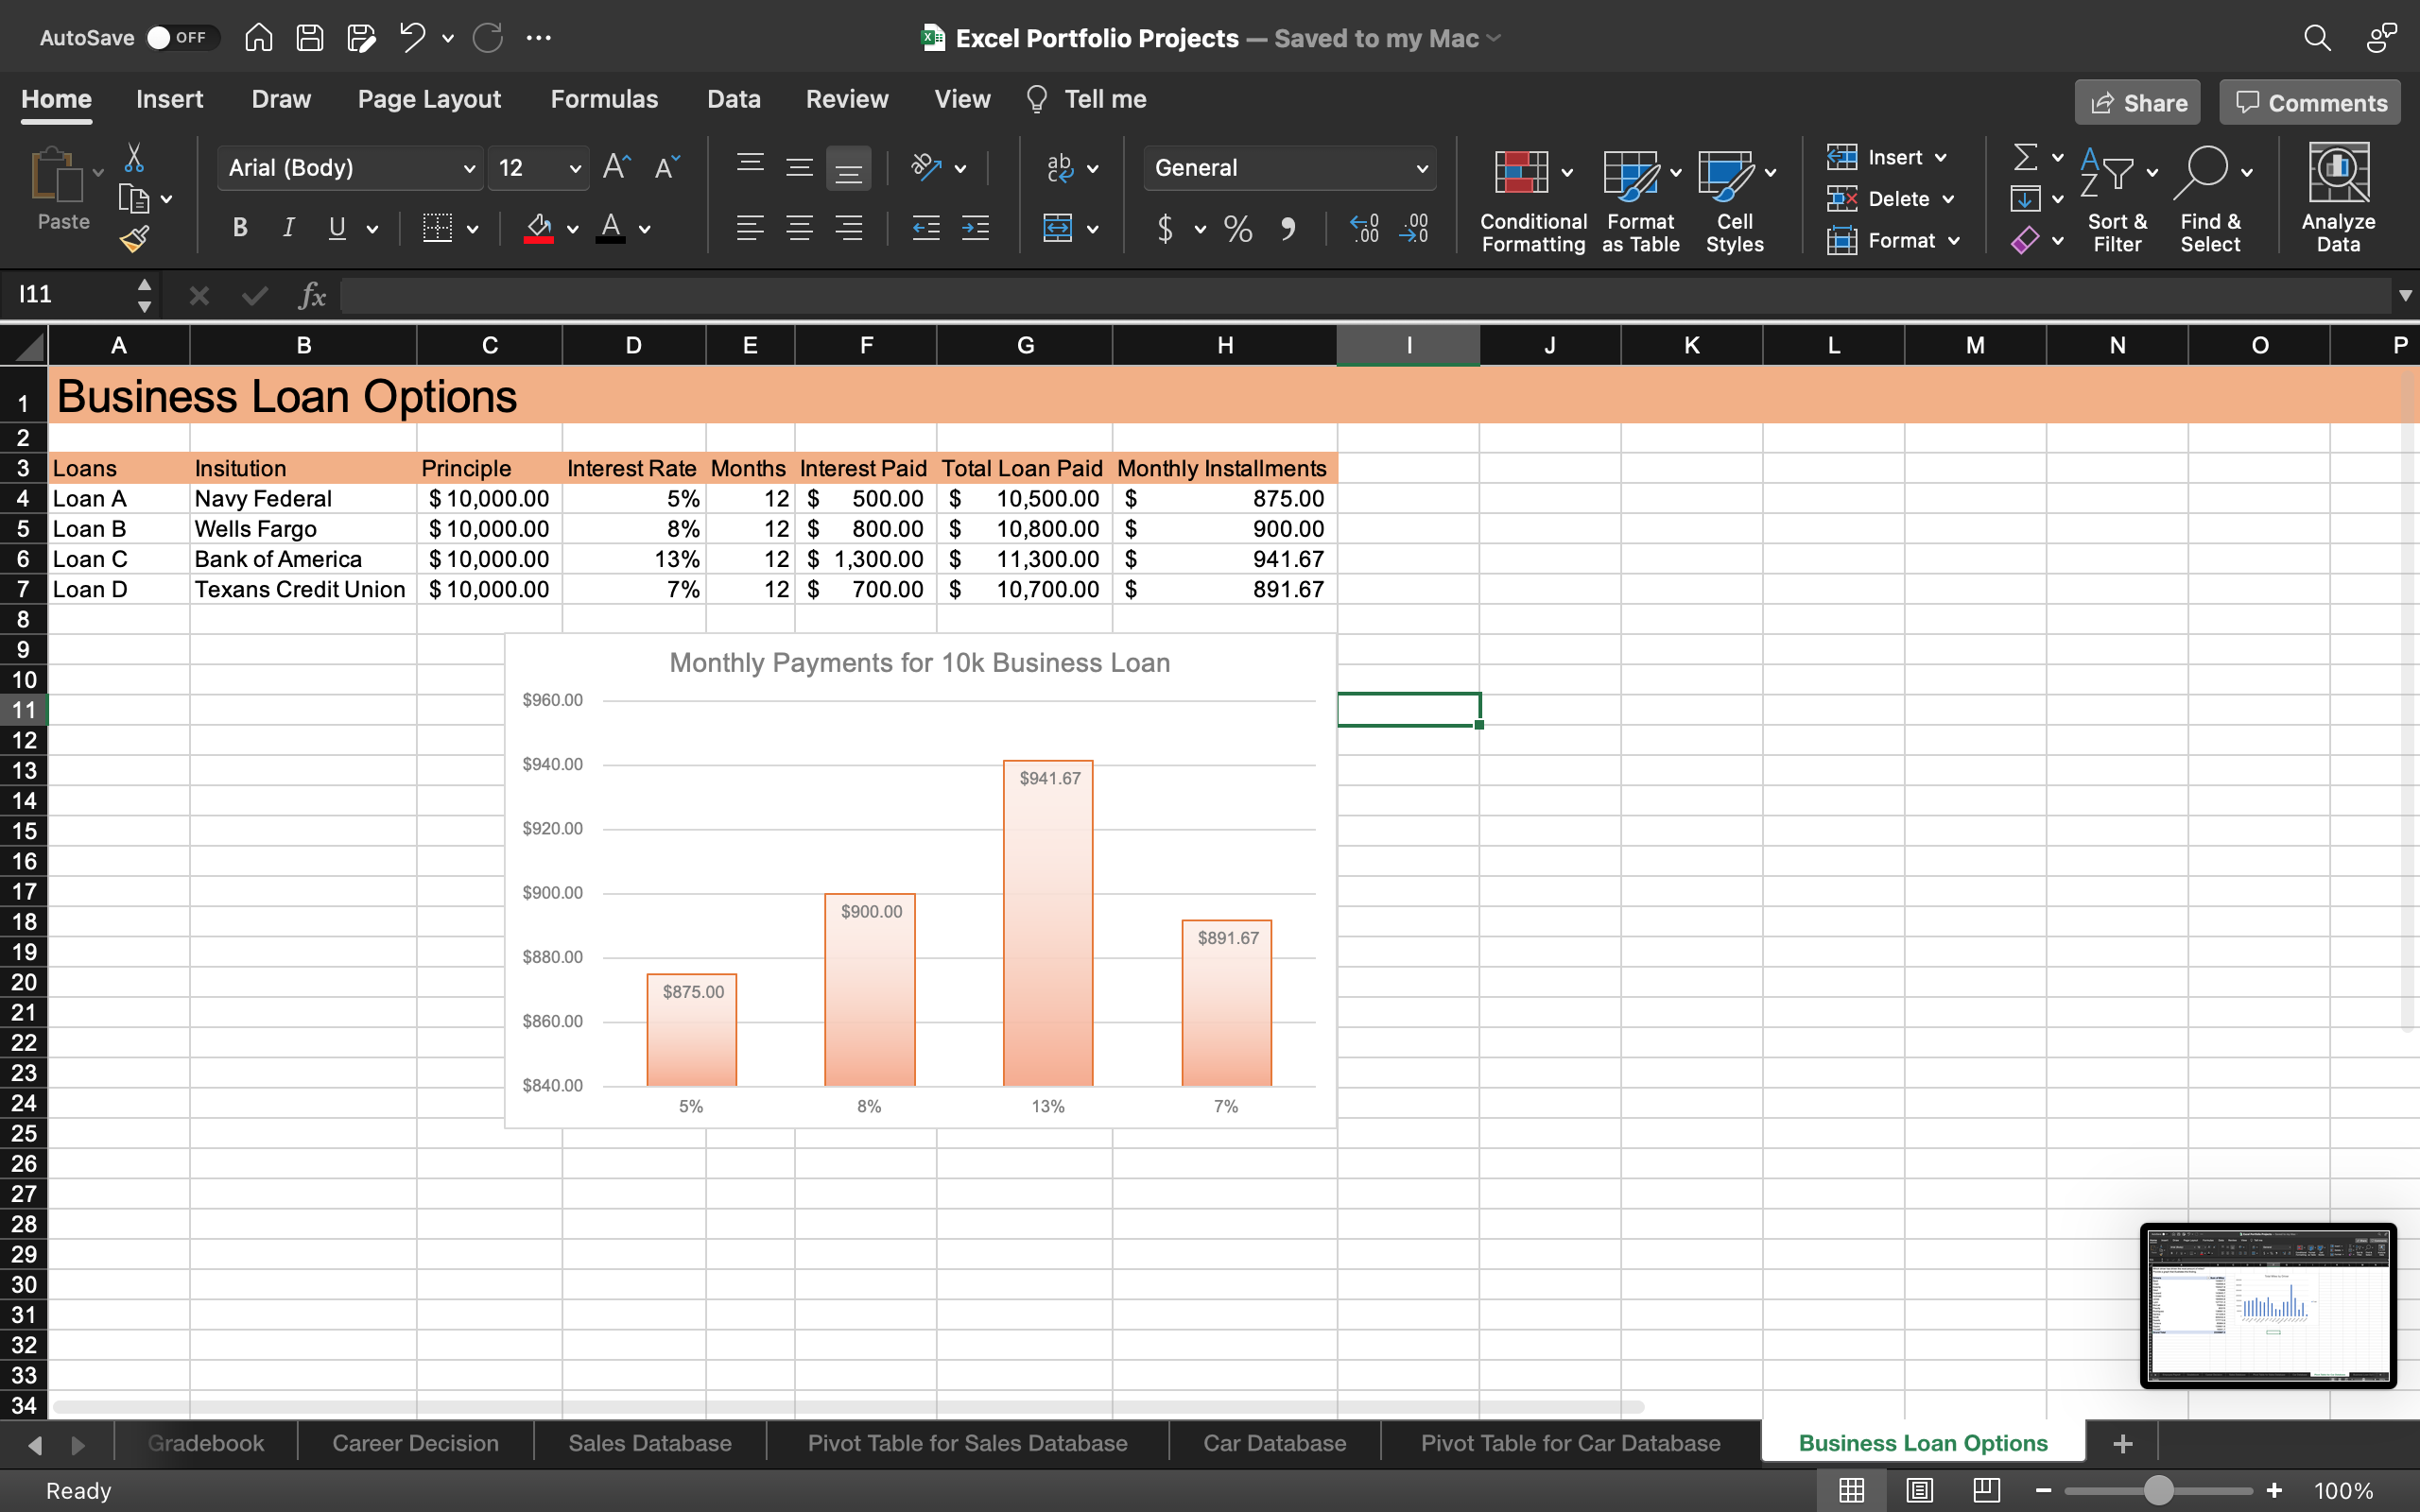 AutoSave OFF Excel Portfolio Projects — Saved to my Mac
Home Insert Draw Page Layout Formulas Data Review View Tell me Share Comments
Paste Arial (Body) 12 General Conditional Formatting Format as Table Cell Styles Insert Delete Format Sort & Filter Find & Select Analyze Data
I11 fx
A B C D E F G H I J K L M N O P
1 Business Loan Options
2
3 Loans Insitution Principle Interest Rate Months Interest Paid Total Loan Paid Monthly Installments
4 Loan A Navy Federal $ 10,000.00 5% 12 $ 500.00 $ 10,500.00 $ 875.00
5 Loan B Wells Fargo $ 10,000.00 8% 12 $ 800.00 $ 10,800.00 $ 900.00
6 Loan C Bank of America $ 10,000.00 13% 12 $ 1,300.00 $ 11,300.00 $ 941.67
7 Loan D Texans Credit Union $ 10,000.00 7% 12 $ 700.00 $ 10,700.00 $ 891.67
8
9
10
11
12
13
14
15
16
17
18
19
20
21
22
23
24
25
26
27
28
29
30
31
32
33
34
Monthly Payments for 10k Business Loan
$960.00
$940.00
$941.67
$920.00
$900.00
$900.00
$891.67
$880.00
$875.00
$860.00
$840.00
5% 8% 13% 7%
Gradebook Career Decision Sales Database Pivot Table for Sales Database Car Database Pivot Table for Car Database Business Loan Options +
Ready 100%